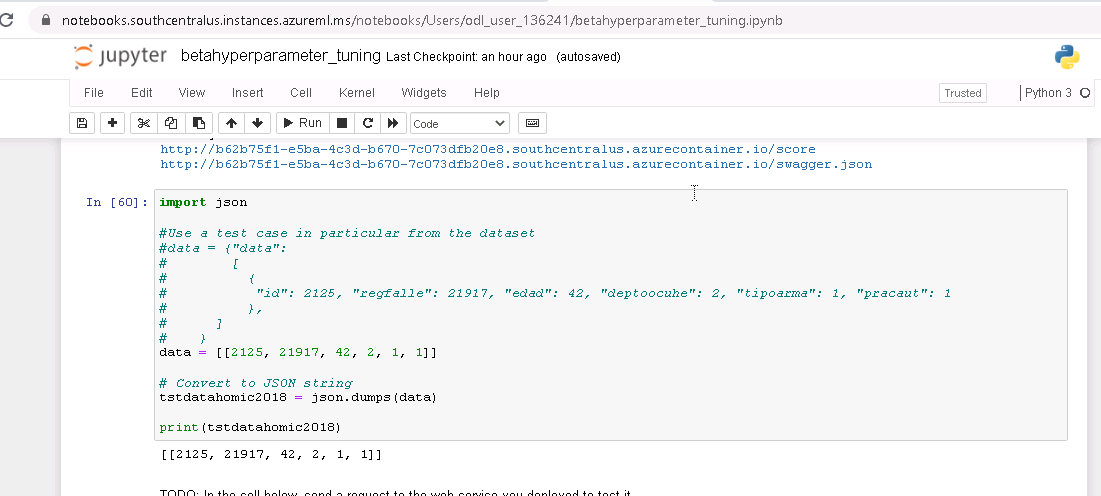 notebooks.southcentralus.instances.azureml.ms/notebooks/Users/odl_user_136241/betahyperparameter_tuning.ipynb
jupyter betahyperparameter_tuning Last Checkpoint: an hour ago (autosaved)
File Edit View Insert Cell Kernel Widgets Help Trusted Python 3
Run Code
http://b62b75f1-e5ba-4c3d-b670-7c073dfb20e8.southcentralus.azurecontainer.io/score
http://b62b75f1-e5ba-4c3d-b670-7c073dfb20e8.southcentralus.azurecontainer.io/swagger.json
In [60]: import json
#Use a test case in particular from the dataset
#data = {"data":
# [
# {
# "id": 2125, "regfalle": 21917, "edad": 42, "deptoocuhe": 2, "tipoarma": 1, "pracaut": 1
# },
# ]
# }
data = [[2125, 21917, 42, 2, 1, 1]]
# Convert to JSON string
tstdatahomic2018 = json.dumps(data)
print(tstdatahomic2018)
[[2125, 21917, 42, 2, 1, 1]]
TODO: In the cell below, send a request to the web service you deployed to test it